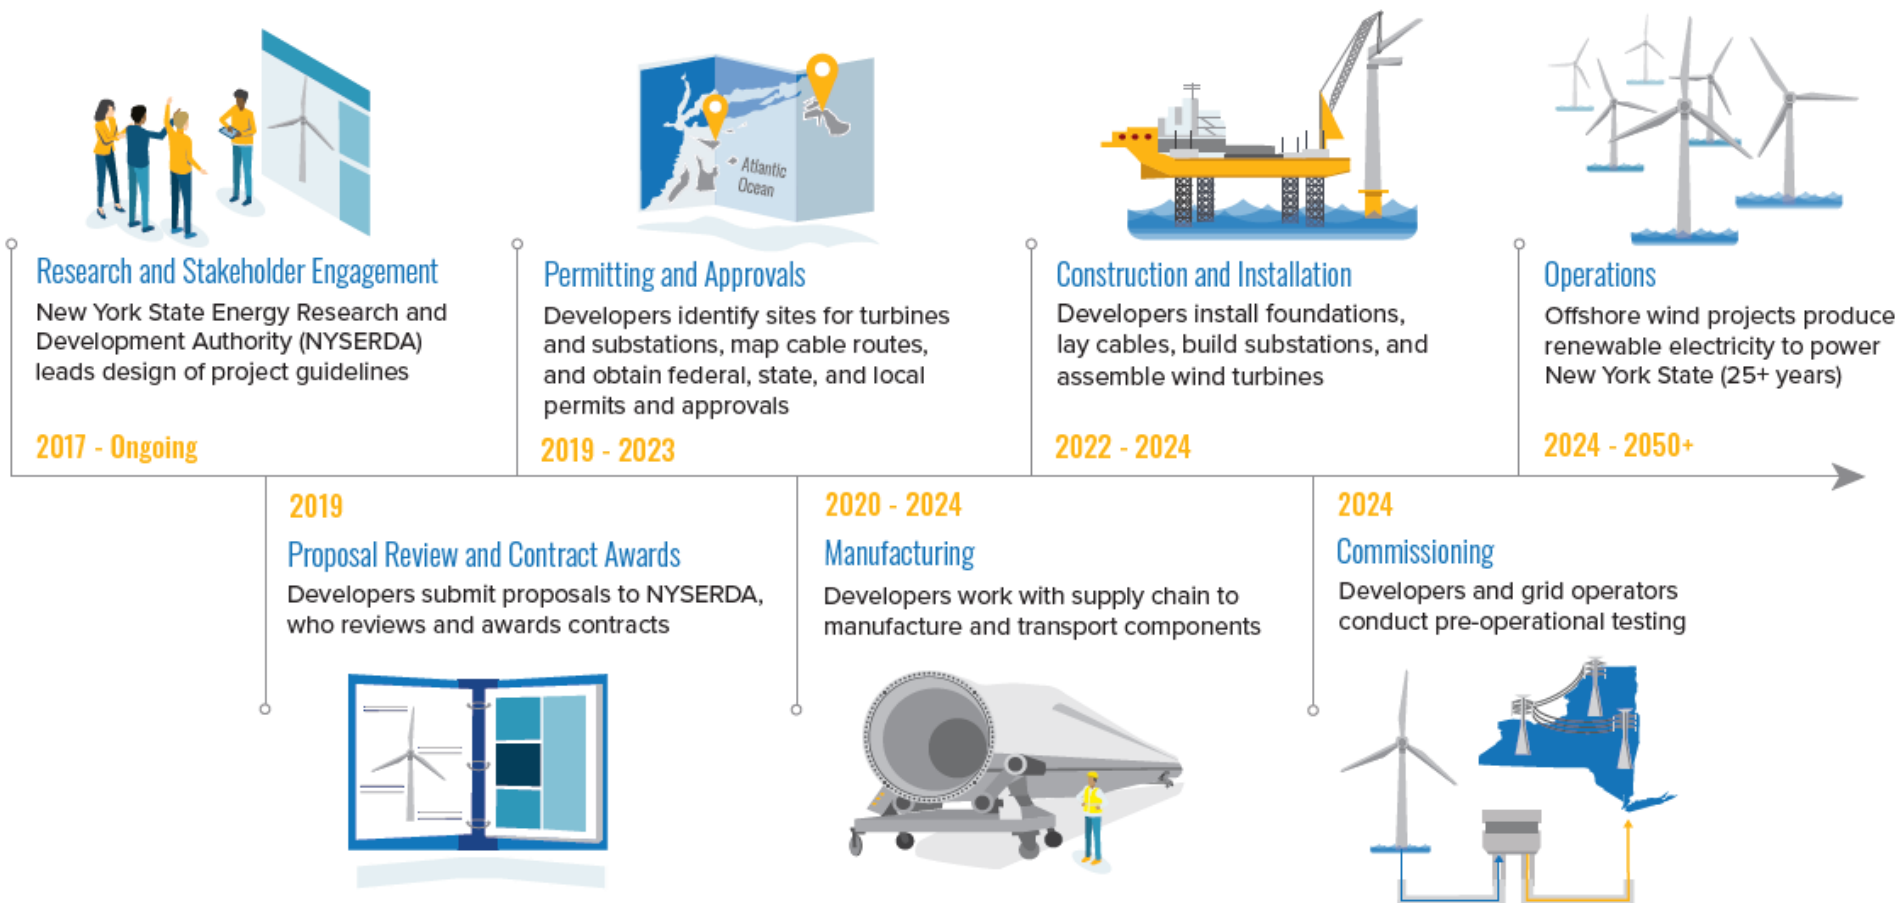 Atlantic
Ocean
Research and Stakeholder Engagement
New York State Energy Research and
Development Authority (NYSERDA)
leads design of project guidelines
2017 - Ongoing
2019
Proposal Review and Contract Awards
Developers submit proposals to NYSERDA,
who reviews and awards contracts
Permitting and Approvals
Developers identify sites for turbines
and substations, map cable routes,
and obtain federal, state, and local
permits and approvals
2019 - 2023
2020 - 2024
Manufacturing
Developers work with supply chain to
manufacture and transport components
Construction and Installation
Developers install foundations,
lay cables, build substations, and
assemble wind turbines
2022 - 2024
2024
Commissioning
Developers and grid operators
conduct pre-operational testing
Operations
Offshore wind projects produce
renewable electricity to power
New York State (25+ years)
2024 - 2050+